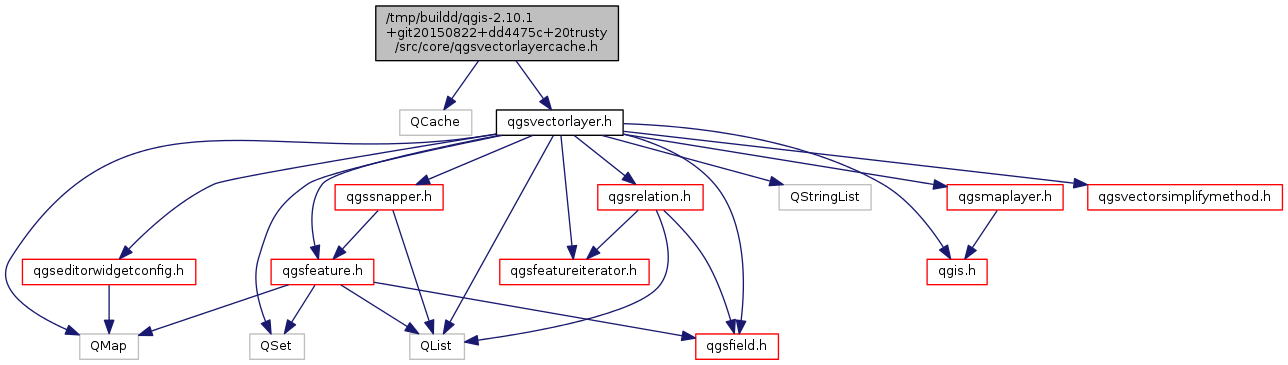 /tmp/buildd/qgis-2.10.1
+git20150822+dd4475c+20trusty
/src/core/qgsvectorlayercache.h
QCache
qgsvectorlayer.h
qgssnapper.h
qgsrelation.h
QStringList
qgsmaplayer.h
qgsvectorsimplifymethod.h
qgseditorwidgetconfig.h
qgsfeature.h
qgsfeatureiterator.h
qgis.h
QMap
QSet
QList
qgsfield.h